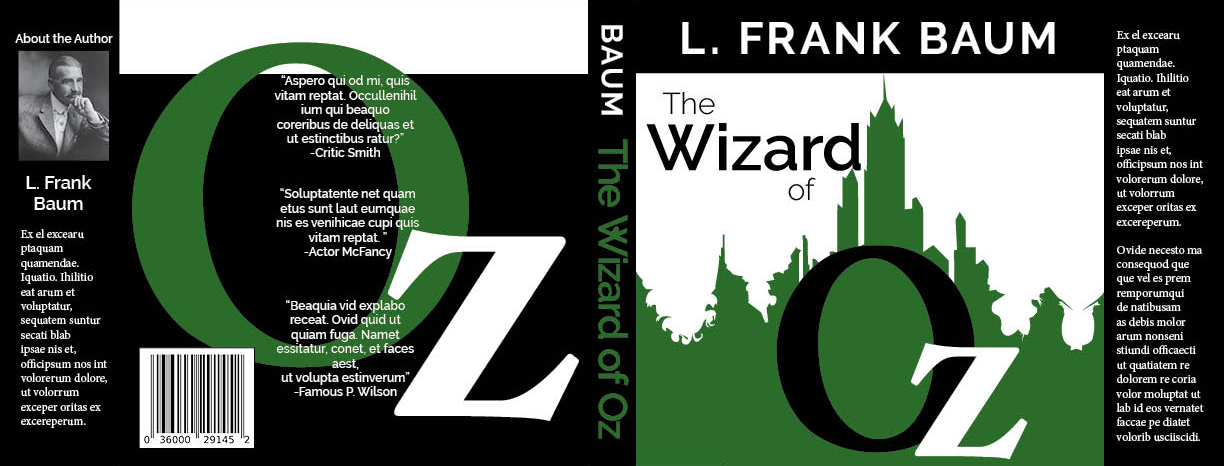 About the Author
L. Frank
Baum
Ex el excearu
ptaquam
quamendae.
Iquatio. Ihilitio
eat arum et
voluptatur,
sequatem suntur
secati blab
ipsae nis et,
officipsum nos int
volorerum dolore,
ut volorrum
exceper oritas ex
excereperum.
"Aspero qui od mi, quis
vitam reptat. Occullenihil
ium qui beaquo
coreribus de deliquas et
ut estinctibus ratur?"
-Critic Smith
"Soluptatente net quam
etus sunt laut eumquae
nis es venihicae cupi quis
vitam reptat. "
-Actor McFancy
"Beaquia vid explabo
receat. Ovid quid ut
quiam fuga. Namet
essitatur, conet, et faces
aest,
ut volupta estinverum"
-Famous P. Wilson
Oz
0 36000 29145 2
BAUM The Wizard of Oz
L. FRANK BAUM
The
Wizard
of
Oz
Ex el excearu
ptaquam
quamendae.
Iquatio. Ihilitio
eat arum et
voluptatur,
sequatem suntur
secati blab
ipsae nis et,
officipsum nos int
volorerum dolore,
ut volorrum
exceper oritas ex
excereperum.
Ovide necesto ma
consequod que
que vel es prem
remporumqui
de natibusam
as debis molor
arum nonseni
stiundi officaecti
ut quatiatem re
dolorem re coria
volor moluptat ut
lab id eos vernatet
faccae pe diatet
volorib usciiscidi.